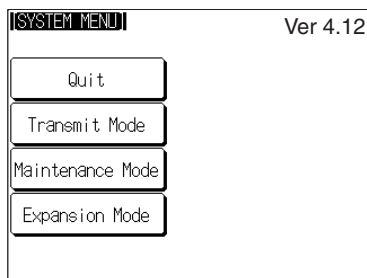 [SYSTEM MENU]
Ver 4.12
Quit
Transmit Mode
Maintenance Mode
Expansion Mode